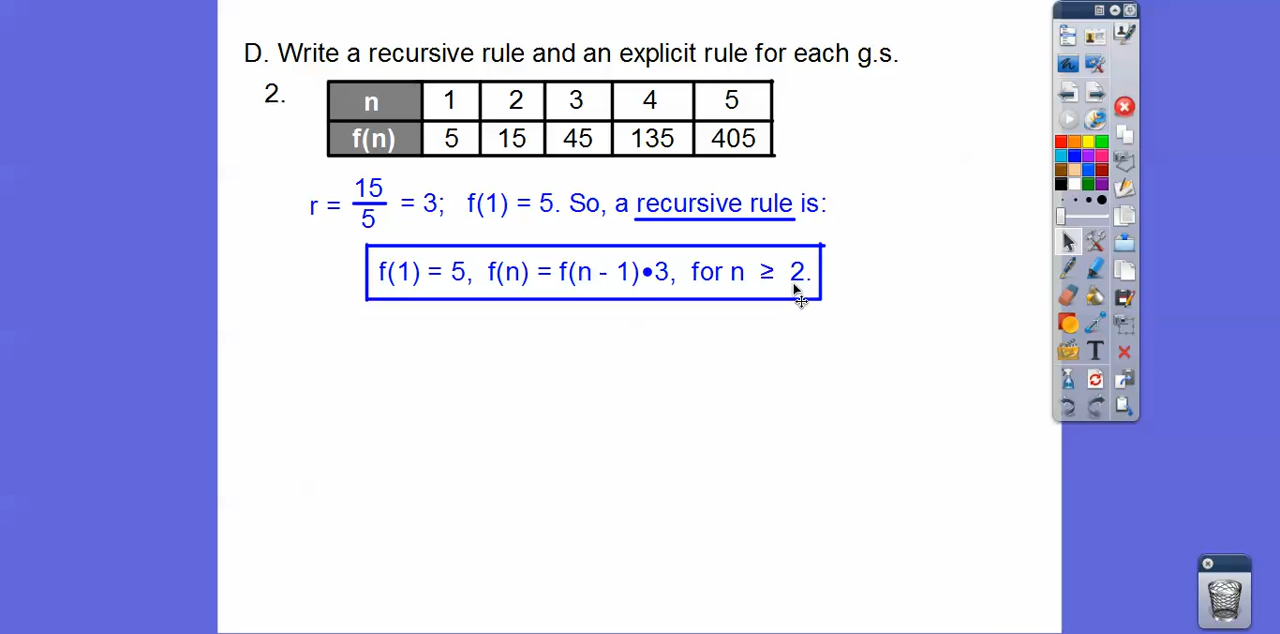 D. Write a recursive rule and an explicit rule for each g.s.
2.
n 1 2 3 4 5
f(n) 5 15 45 135 405
r = 15/5 = 3; f(1) = 5. So, a recursive rule is:
f(1) = 5, f(n) = f(n - 1)•3, for n ≥ 2.
T